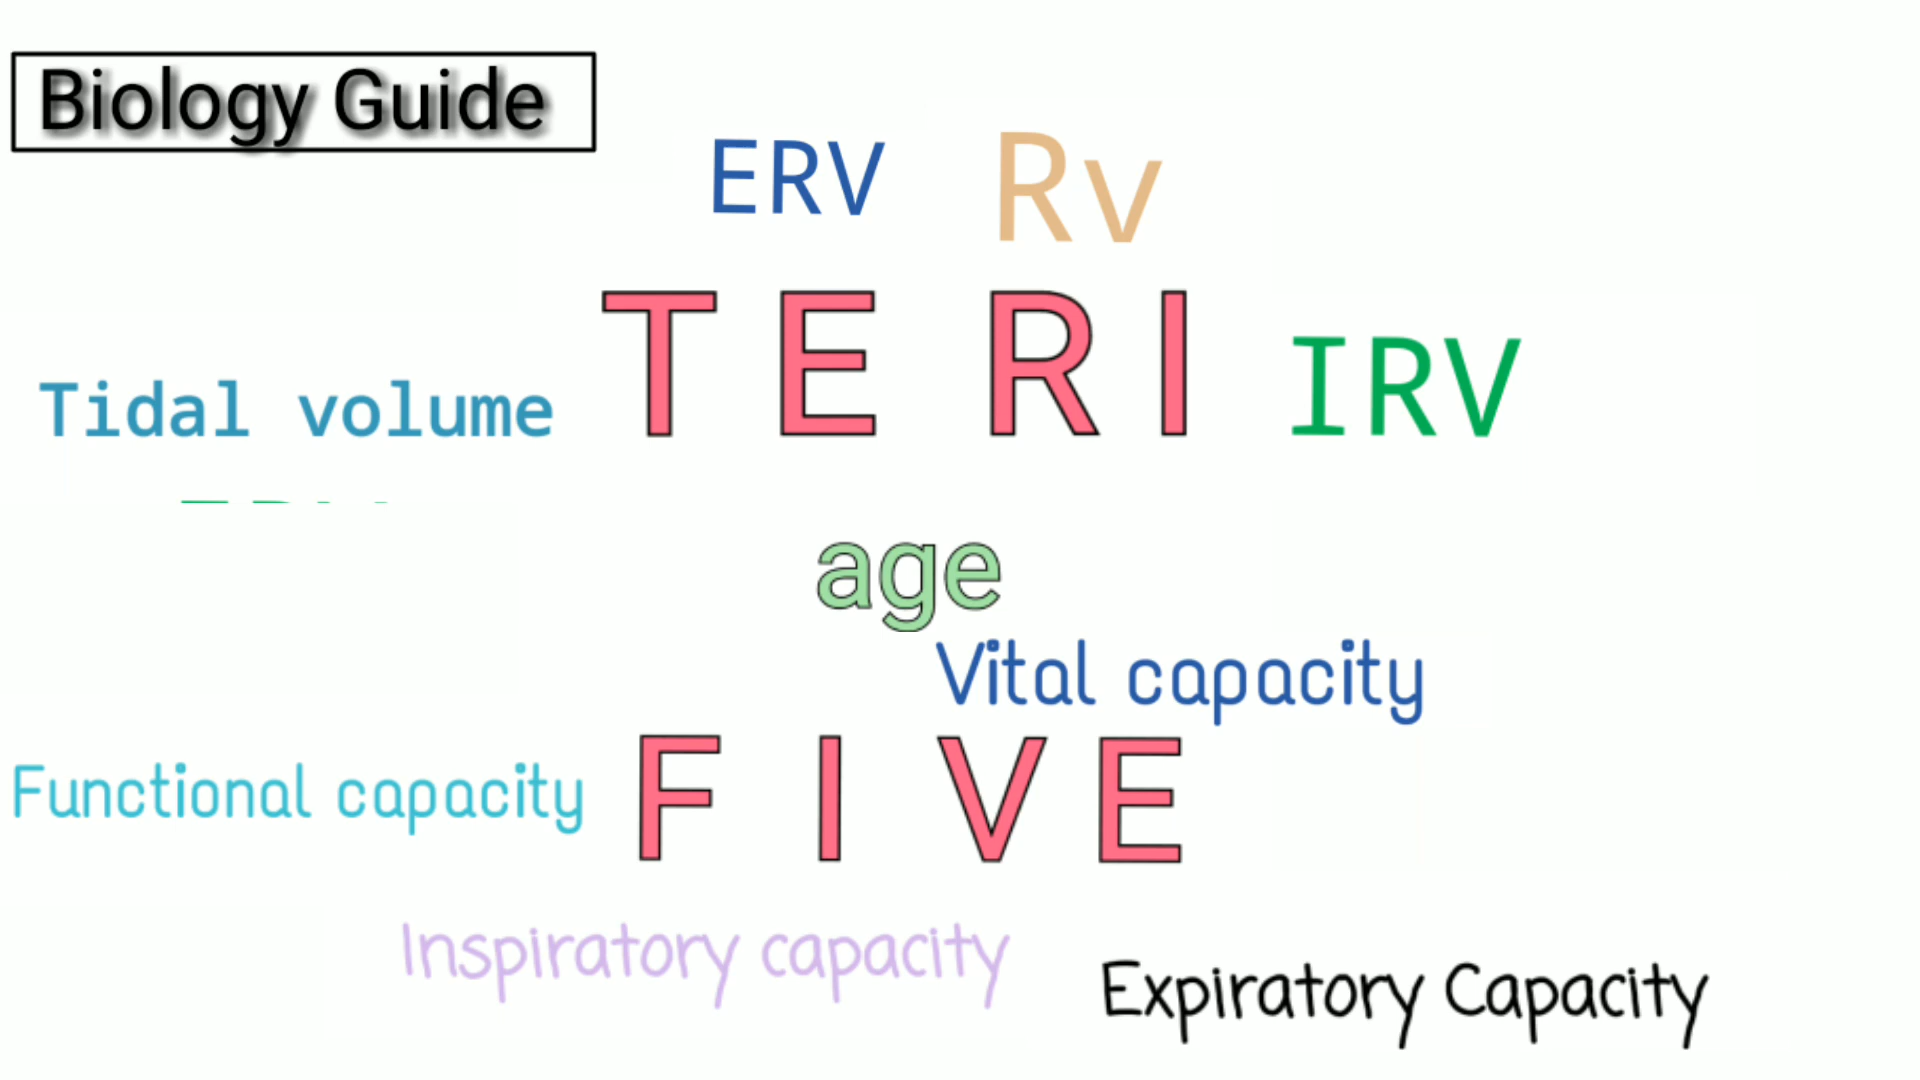 Biology Guide
ERV Rv
T E R I
IRV
Tidal volume
age
Vital capacity
F I V E
Functional capacity
Inspiratory capacity
Expiratory Capacity